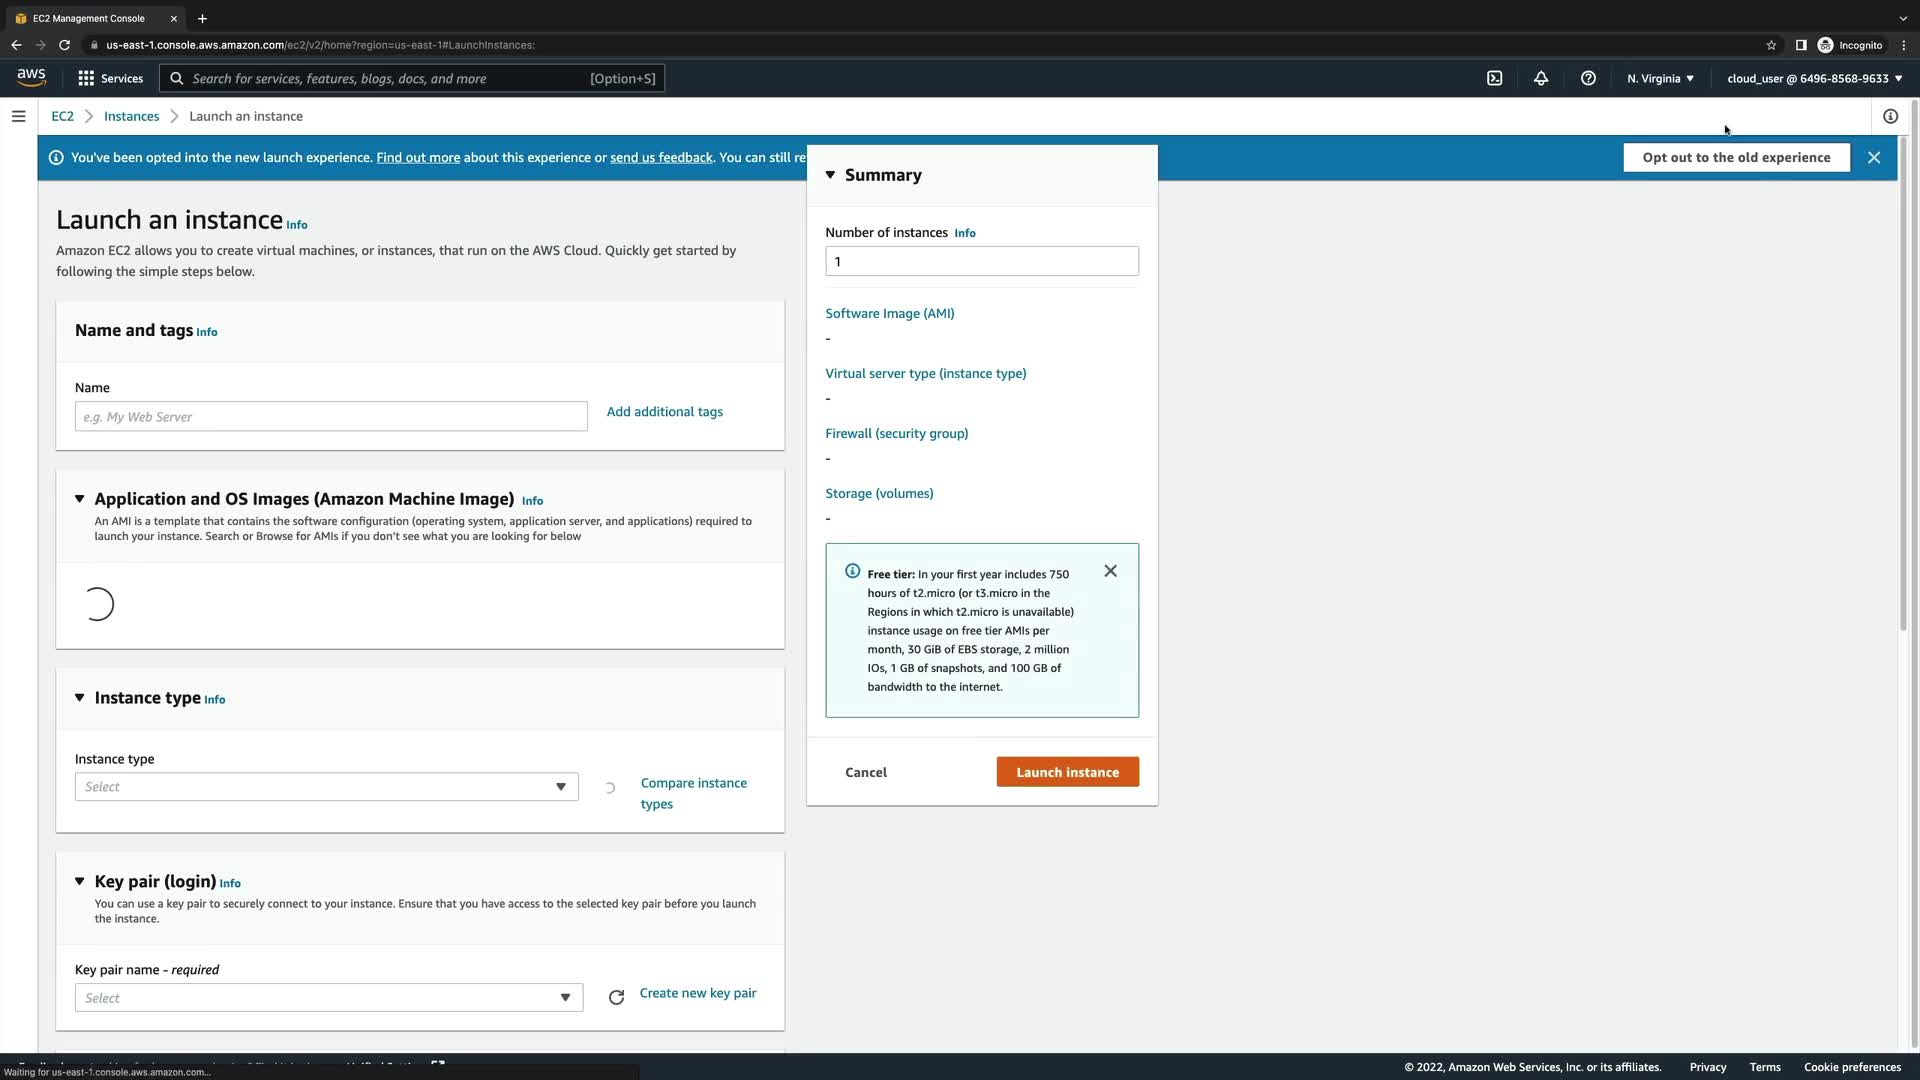 EC2 Management Console
us-east-1.console.aws.amazon.com/ec2/v2/home?region=us-east-1#LaunchInstances:
Incognito
aws
Services
Search for services, features, blogs, docs, and more
[Option+S]
N. Virginia
cloud_user @ 6496-8568-9633
EC2
Instances
Launch an instance
You've been opted into the new launch experience. Find out more about this experience or send us feedback. You can still re
Opt out to the old experience
Launch an instance Info
Amazon EC2 allows you to create virtual machines, or instances, that run on the AWS Cloud. Quickly get started by
following the simple steps below.
Name and tags Info
Name
e.g. My Web Server
Add additional tags
Application and OS Images (Amazon Machine Image) Info
An AMI is a template that contains the software configuration (operating system, application server, and applications) required to
launch your instance. Search or Browse for AMIs if you don't see what you are looking for below
Instance type Info
Instance type
Select
Compare instance
types
Key pair (login) Info
You can use a key pair to securely connect to your instance. Ensure that you have access to the selected key pair before you launch
the instance.
Key pair name - required
Select
Create new key pair
Summary
Number of instances Info
1
Software Image (AMI)
-
Virtual server type (instance type)
-
Firewall (security group)
-
Storage (volumes)
-
Free tier: In your first year includes 750
hours of t2.micro (or t3.micro in the
Regions in which t2.micro is unavailable)
instance usage on free tier AMIs per
month, 30 GiB of EBS storage, 2 million
IOs, 1 GB of snapshots, and 100 GB of
bandwidth to the internet.
Cancel
Launch instance
Waiting for us-east-1.console.aws.amazon.com...
© 2022, Amazon Web Services, Inc. or its affiliates.
Privacy
Terms
Cookie preferences